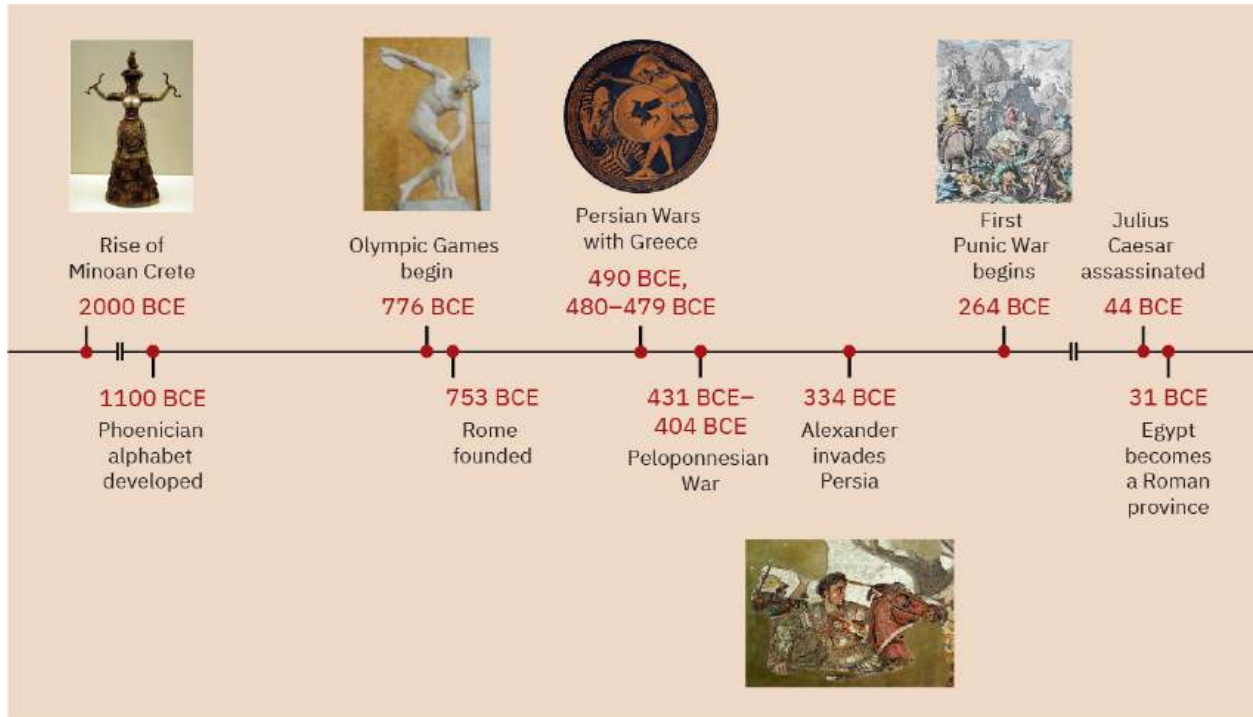 Rise of
Minoan Crete
2000 BCE
Olympic Games
begin
776 BCE
Persian Wars
with Greece
490 BCE,
480–479 BCE
First
Punic War
begins
264 BCE
Julius
Caesar
assassinated
44 BCE
1100 BCE
Phoenician
alphabet
developed
753 BCE
Rome
founded
431 BCE–
404 BCE
Peloponnesian
War
334 BCE
Alexander
invades
Persia
31 BCE
Egypt
becomes
a Roman
province